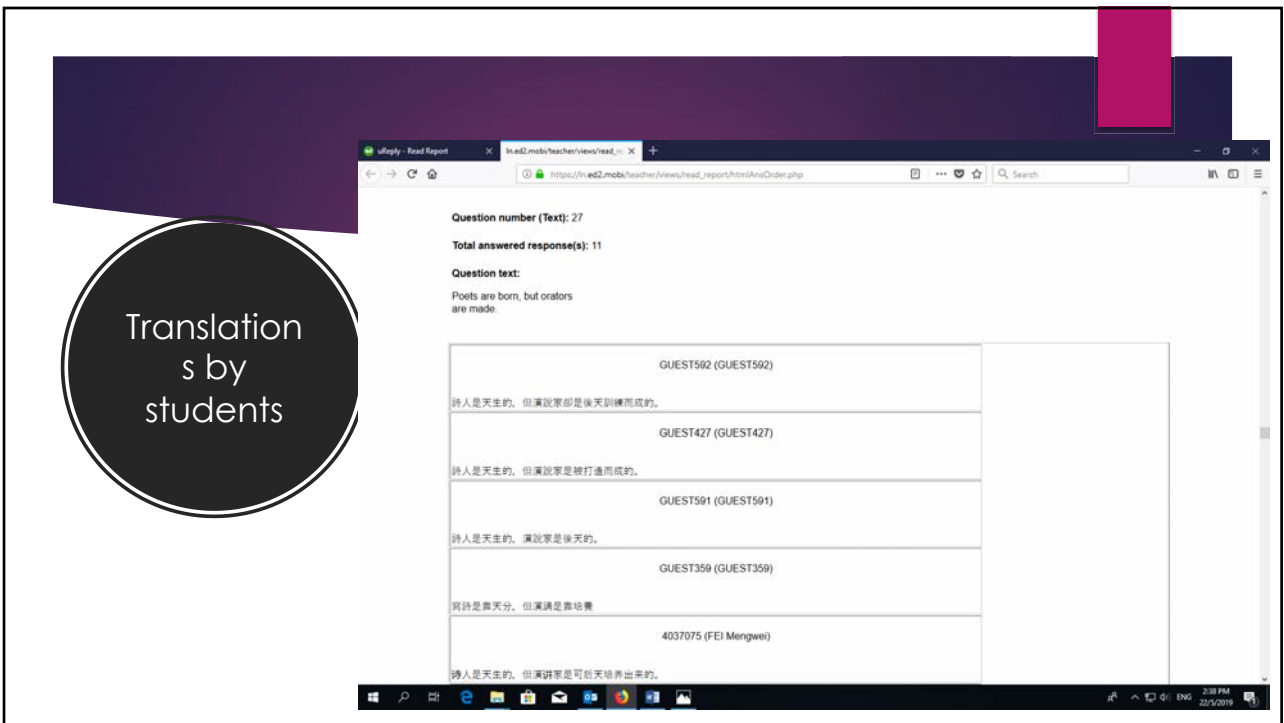 Translation
s by
students
uReply - Read Report
ln.ed2.mobi/teacher/views/read_r
https://ln.ed2.mobi/teacher/views/read_report/htmlAnsOrder.php
Search
Question number (Text): 27
Total answered response(s): 11
Question text:
Poets are born, but orators
are made.
GUEST592 (GUEST592)
詩人是天生的，但演說家卻是後天訓練而成的。
GUEST427 (GUEST427)
詩人是天生的，但演說家是被打造而成的。
GUEST591 (GUEST591)
詩人是天生的，演說家是後天的。
GUEST359 (GUEST359)
寫詩是靠天分，但演講是靠培養
4037075 (FEI Mengwei)
诗人是天生的，但演讲家是可后天培养出来的。
ENG
2:38 PM
22/5/2019